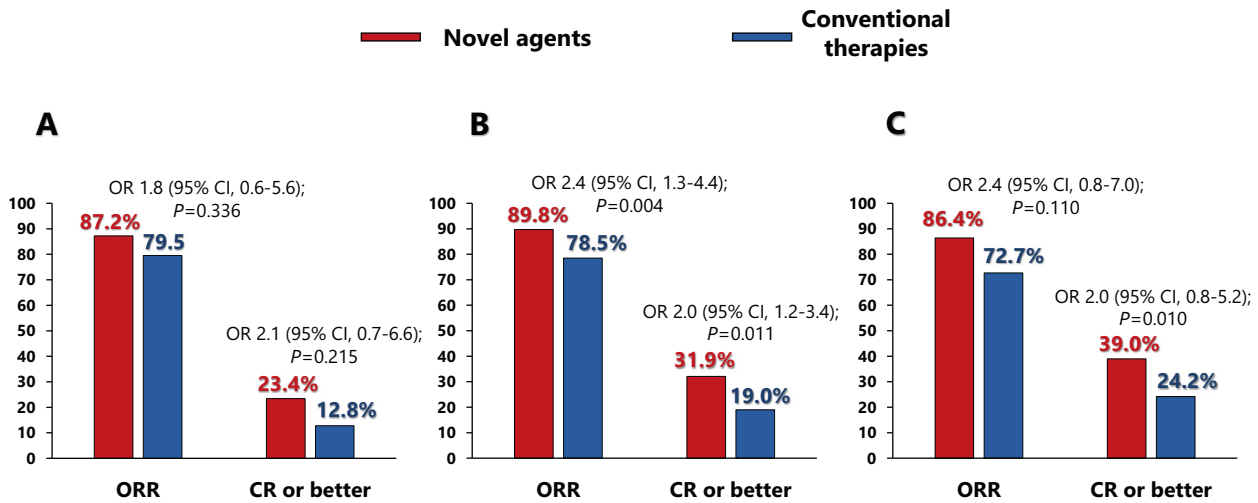 Novel agents
Conventional
therapies
A
OR 1.8 (95% CI, 0.6-5.6);
P=0.336
100
90
80
70
60
50
40
30
20
10
0
87.2%
79.5
OR 2.1 (95% CI, 0.7-6.6);
P=0.215
23.4%
12.8%
ORR
CR or better
B
OR 2.4 (95% CI, 1.3-4.4);
P=0.004
100
90
80
70
60
50
40
30
20
10
0
89.8%
78.5%
OR 2.0 (95% CI, 1.2-3.4);
P=0.011
31.9%
19.0%
ORR
CR or better
C
OR 2.4 (95% CI, 0.8-7.0);
P=0.110
100
90
80
70
60
50
40
30
20
10
0
86.4%
72.7%
OR 2.0 (95% CI, 0.8-5.2);
P=0.010
39.0%
24.2%
ORR
CR or better